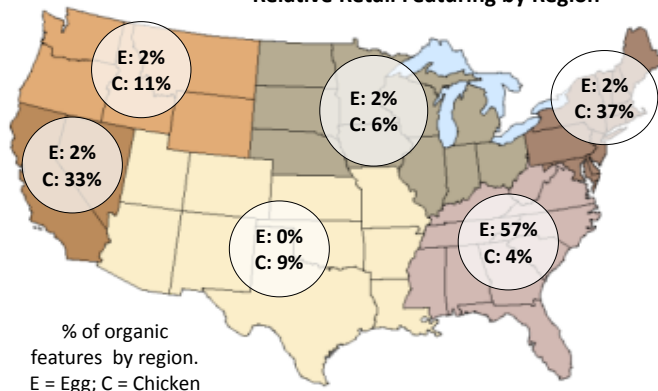 Relative Retail Featuring by Region
E: 2%
C: 11%
E: 2%
C: 6%
E: 2%
C: 37%
E: 2%
C: 33%
E: 0%
C: 9%
E: 57%
C: 4%
% of organic
features by region.
E = Egg; C = Chicken